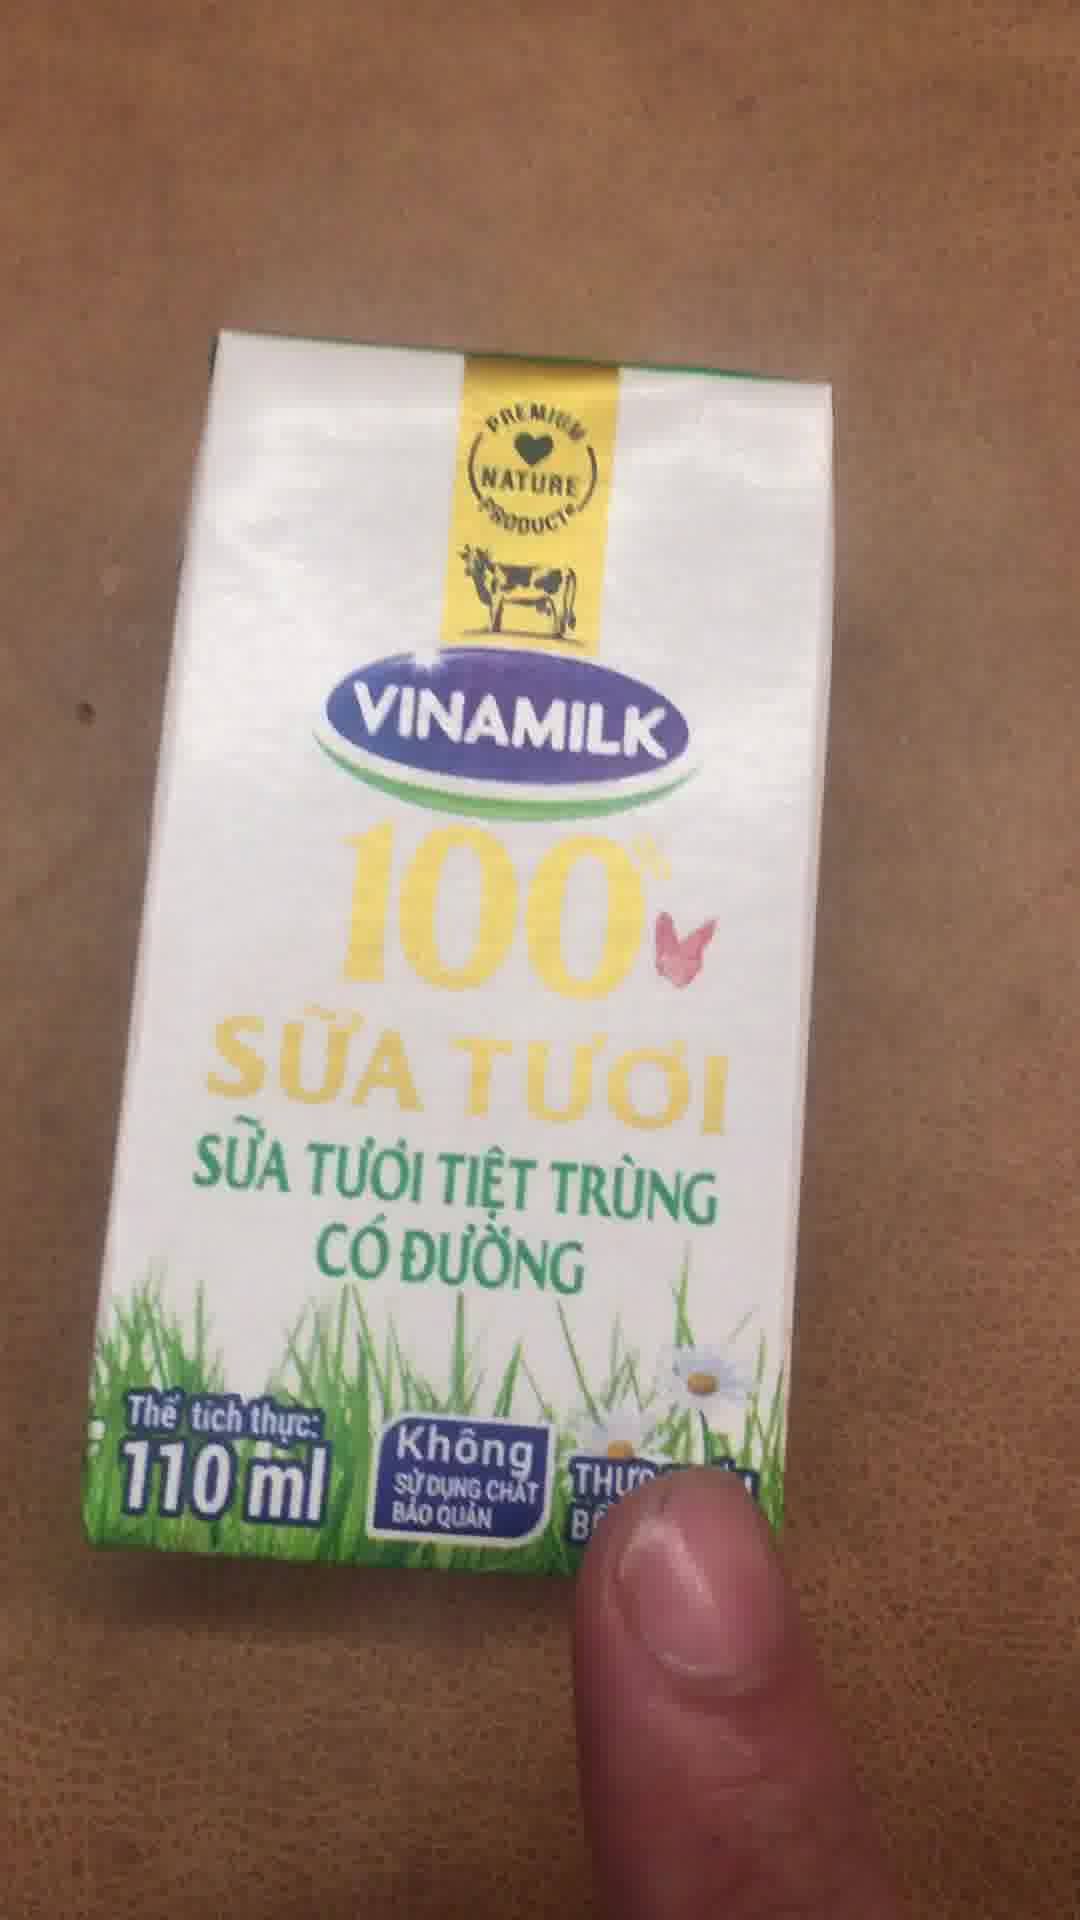 PREMIUM
NATURE
PRODUCT
VINAMILK
100%
SỮA TƯƠI
SỮA TƯƠI TIỆT TRÙNG
CÓ ĐƯỜNG
Thể tích thực:
110 ml
Không
SỬ DỤNG CHẤT
BẢO QUẢN